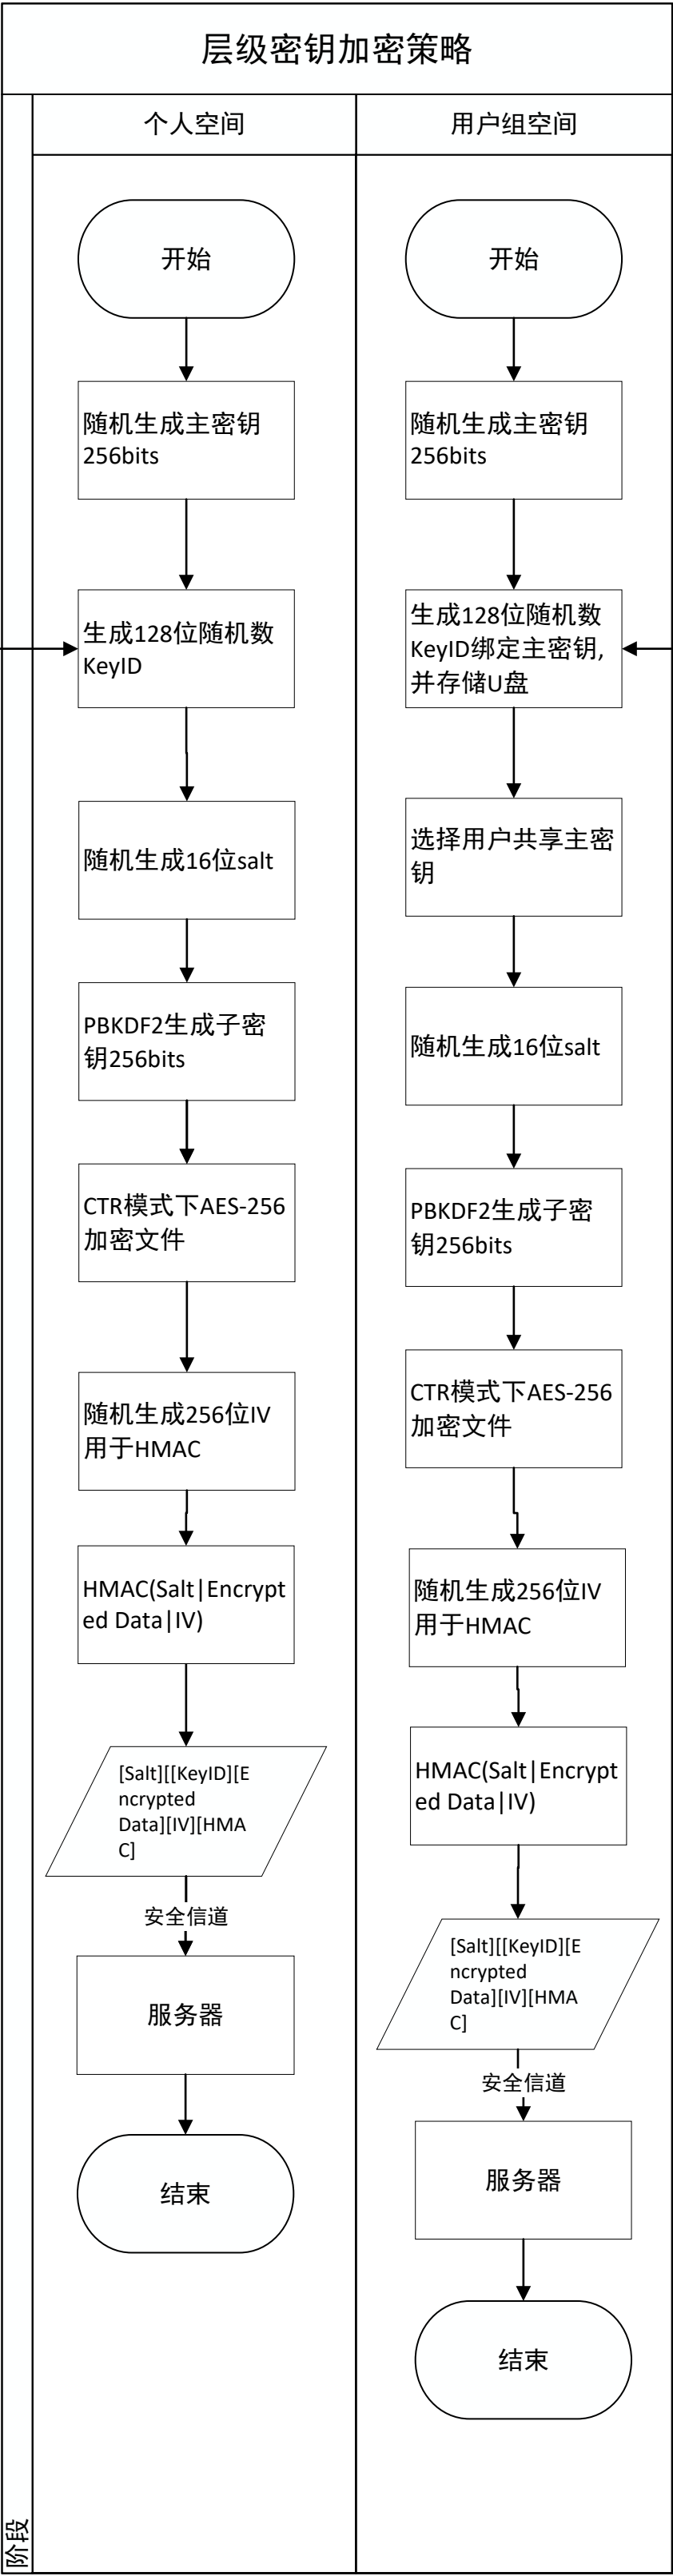 层级密钥加密策略
个人空间
用户组空间
开始
随机生成主密钥
256bits
生成128位随机数
KeyID
随机生成16位salt
PBKDF2生成子密
钥256bits
CTR模式下AES-256
加密文件
随机生成256位IV
用于HMAC
HMAC(Salt|Encrypt
ed Data|IV)
[Salt][[KeyID][E
ncrypted
Data][IV][HMA
C]
安全信道
服务器
结束
开始
随机生成主密钥
256bits
生成128位随机数
KeyID绑定主密钥,
并存储U盘
选择用户共享主密
钥
随机生成16位salt
PBKDF2生成子密
钥256bits
CTR模式下AES-256
加密文件
随机生成256位IV
用于HMAC
HMAC(Salt|Encrypt
ed Data|IV)
[Salt][[KeyID][E
ncrypted
Data][IV][HMA
C]
安全信道
服务器
结束
阶段